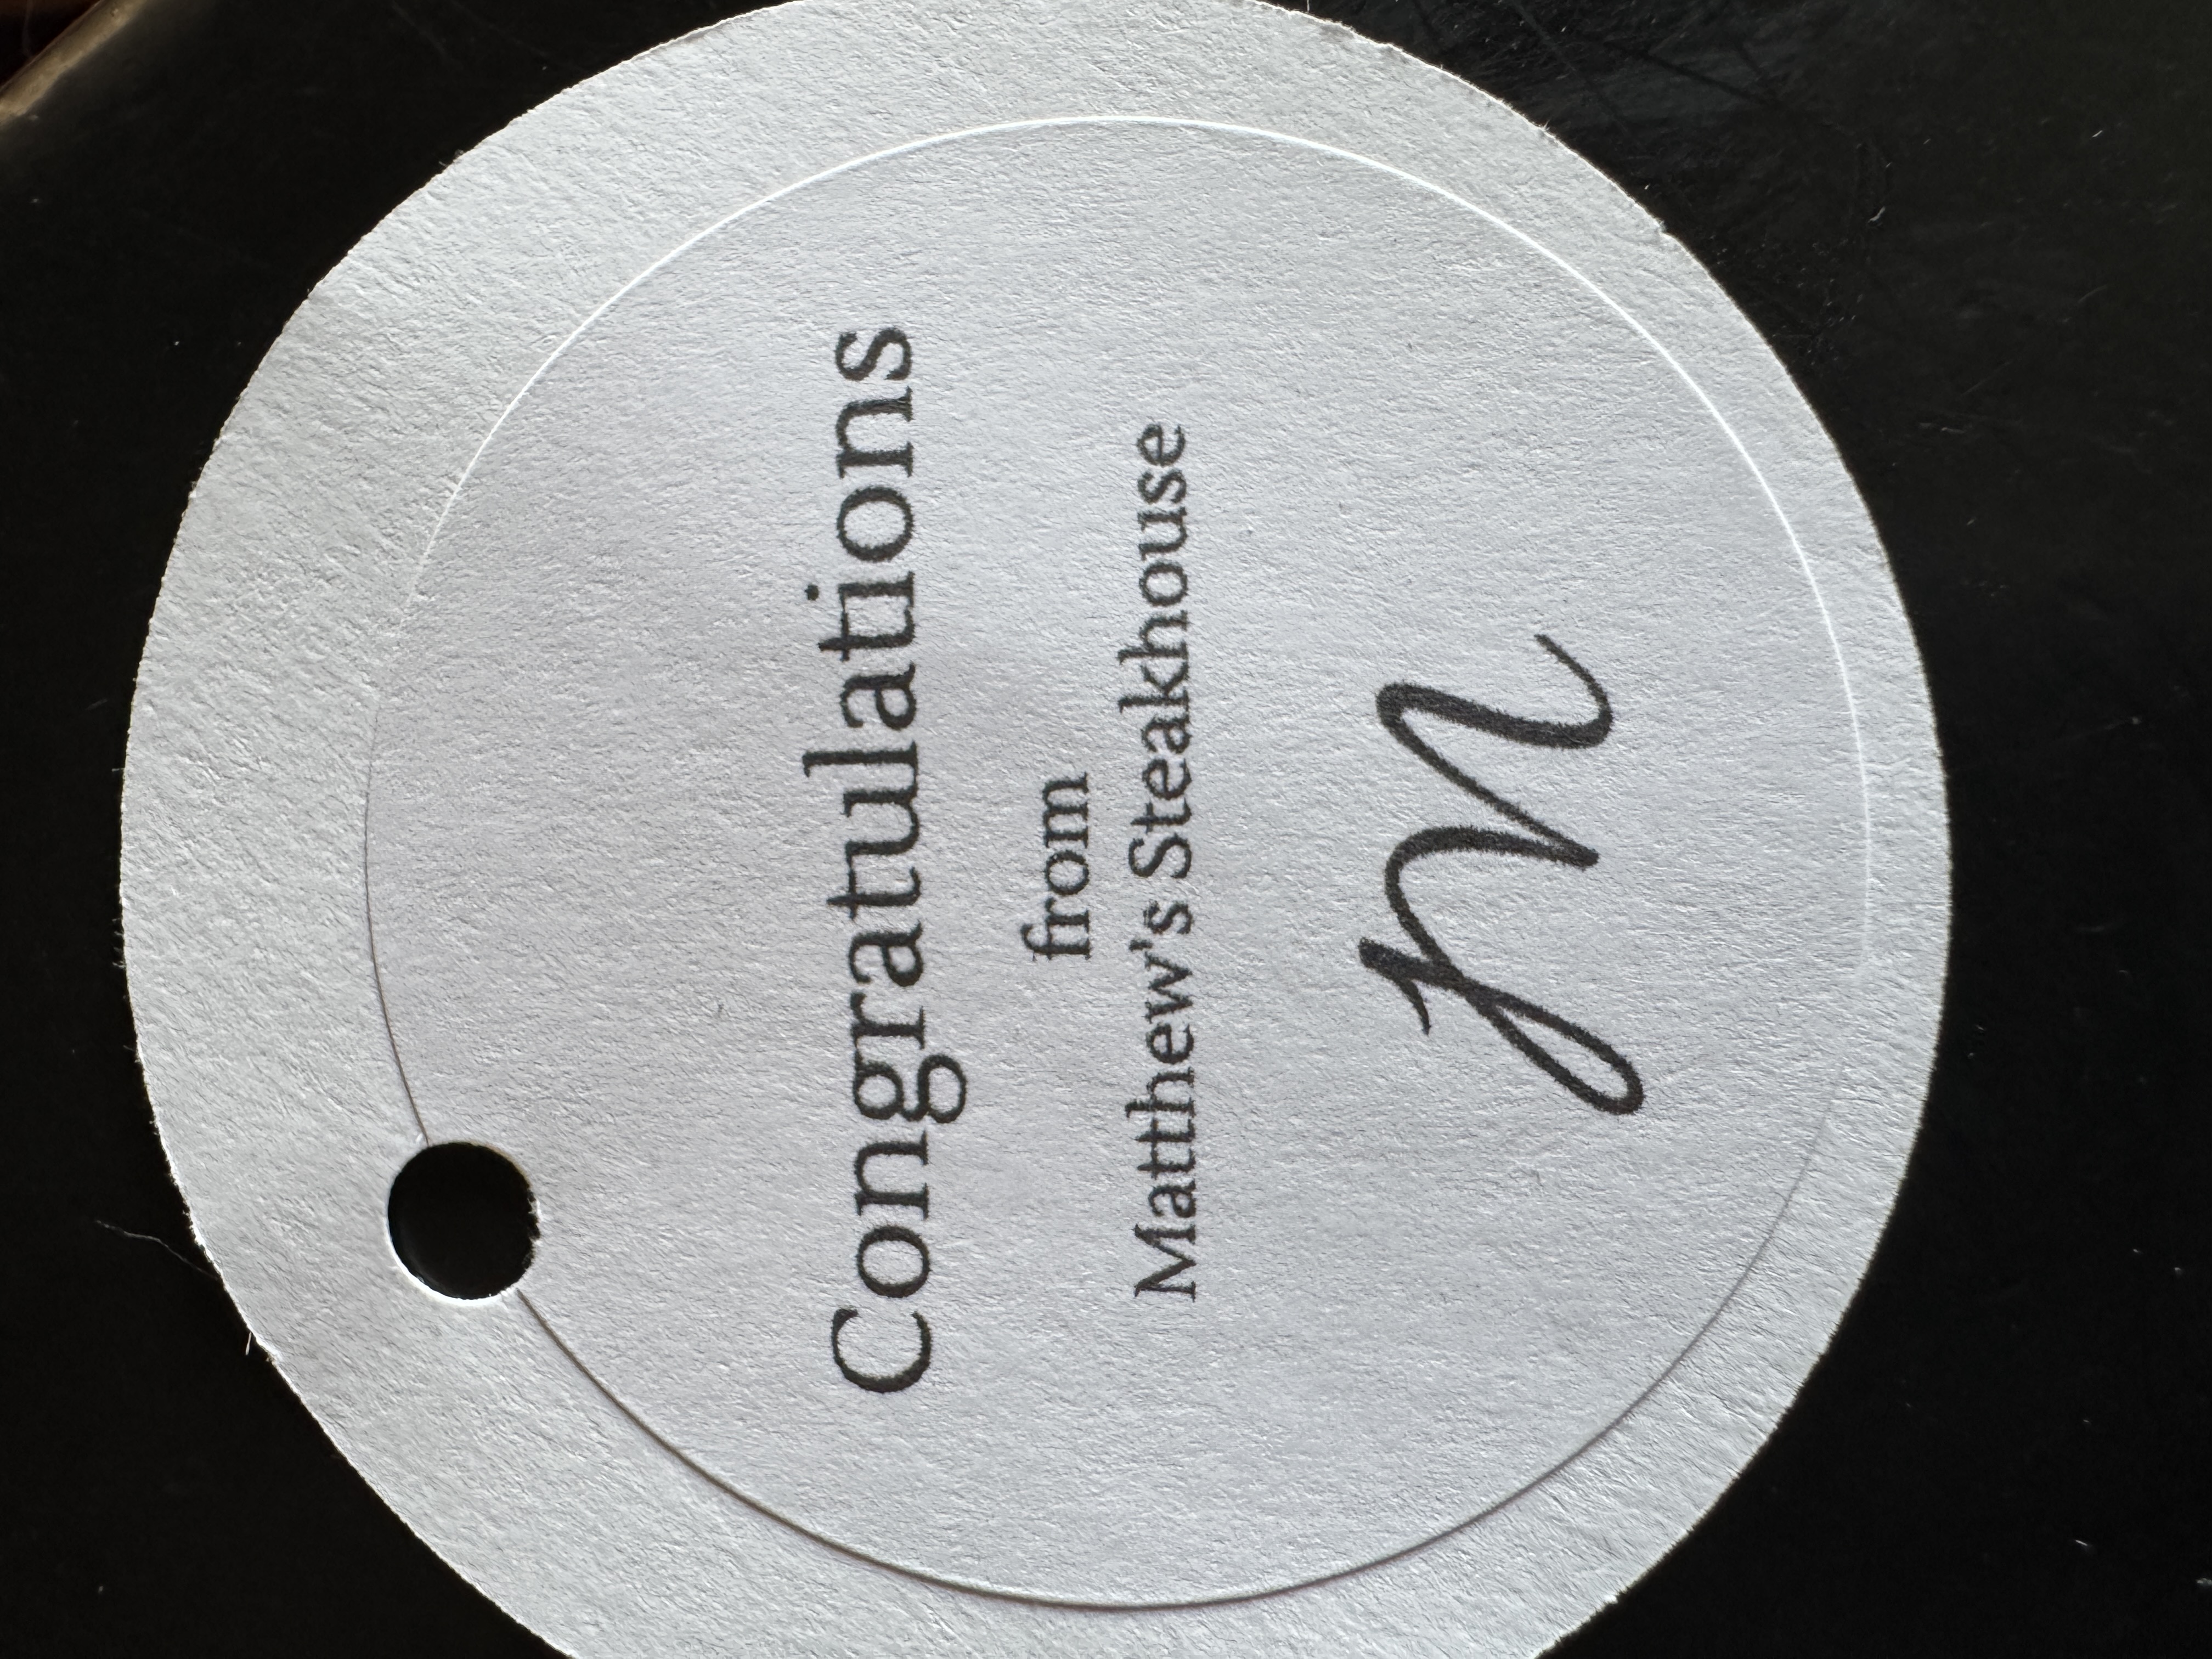 Congratulations
from
Matthew's Steakhouse
M